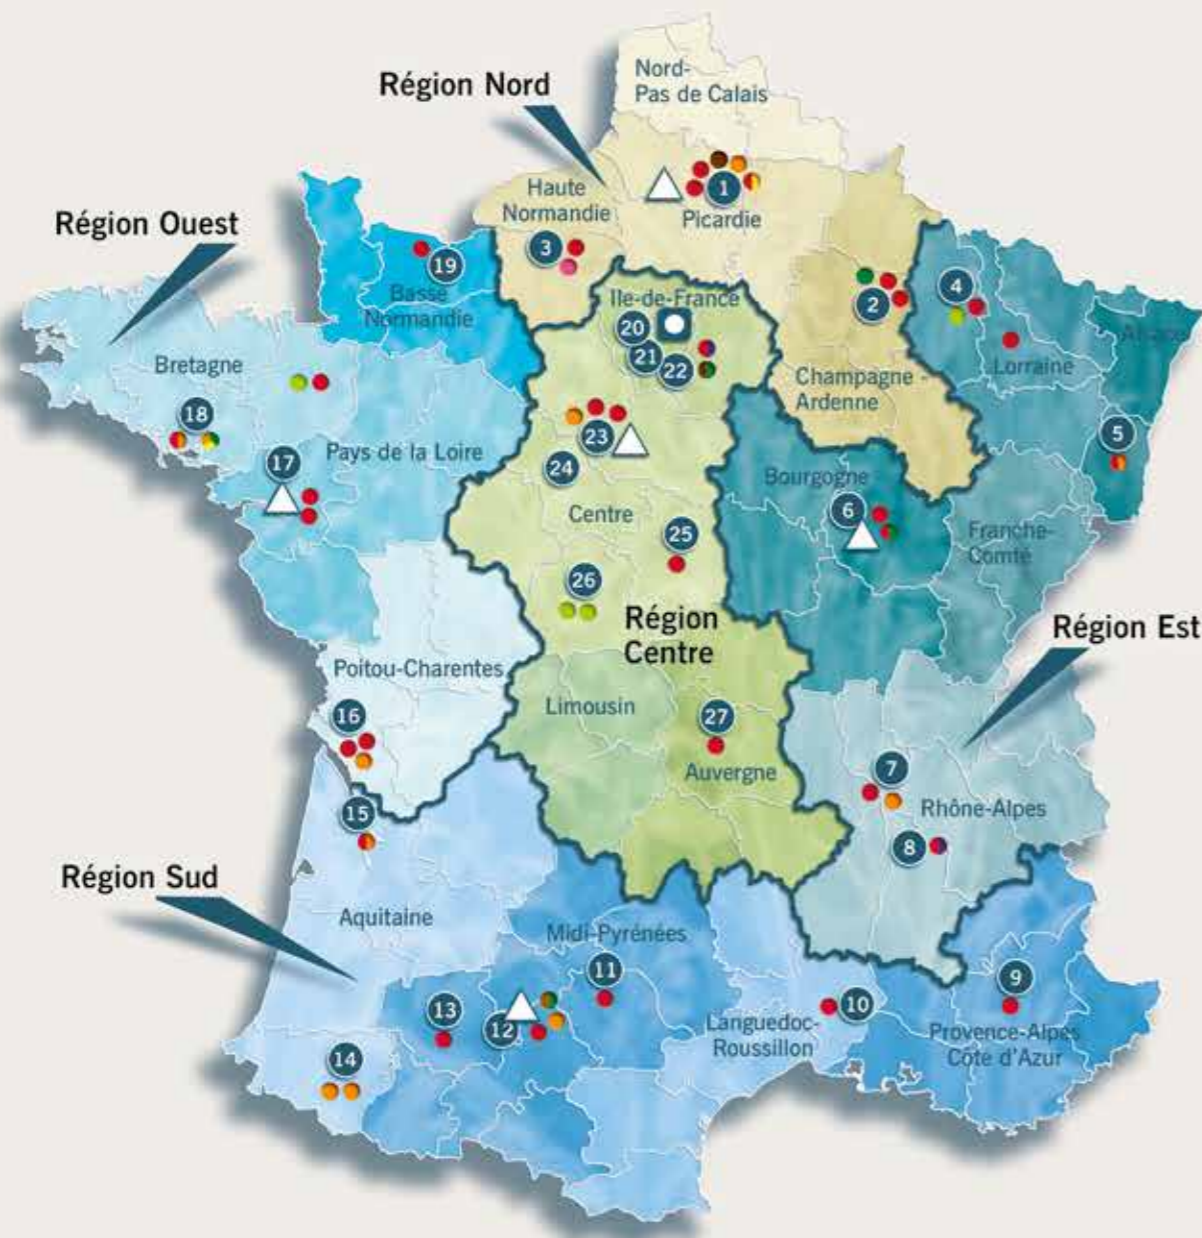 Nord-
Pas de Calais
Région Nord
1
Picardie
Haute
Normandie
3
Région Ouest
19
Basse
Normandie
Ile-de-France
20
21
22
2
Champagne -
Ardenne
4
Lorraine
Alsace
5
Bretagne
18
17
Pays de la Loire
23
24
Centre
25
26
Bourgogne
6
Franche-
Comté
Région
Centre
Région Est
Poitou-Charentes
16
Limousin
27
Auvergne
7
Rhône-Alpes
8
15
Région Sud
Aquitaine
Midi-Pyrénées
11
13
12
14
10
Languedoc-
Roussillon
9
Provence-Alpes
Côte d'Azur